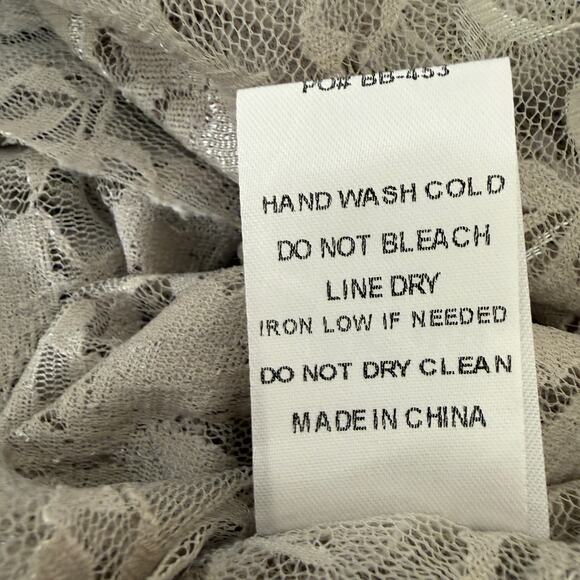 PO# BB-453
HAND WASH COLD
DO NOT BLEACH
LINE DRY
IRON LOW IF NEEDED
DO NOT DRY CLEAN
MADE IN CHINA